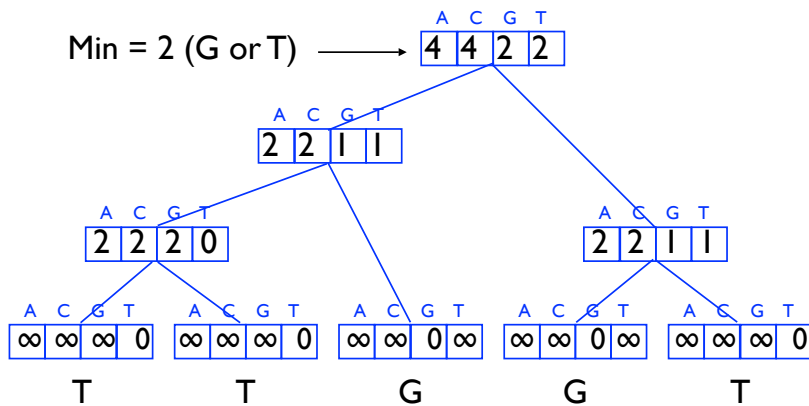 A C G T
Min = 2 (G or T) 4 4 2 2
A C G T
2 2 1 1
A C G T A C G T
2 2 2 0 2 2 1 1
A C G T A C G T A C G T A C G T A C G T
∞ ∞ ∞ 0 ∞ ∞ ∞ 0 ∞ ∞ 0 ∞ ∞ ∞ 0 ∞ ∞ ∞ ∞ 0
T T G G T